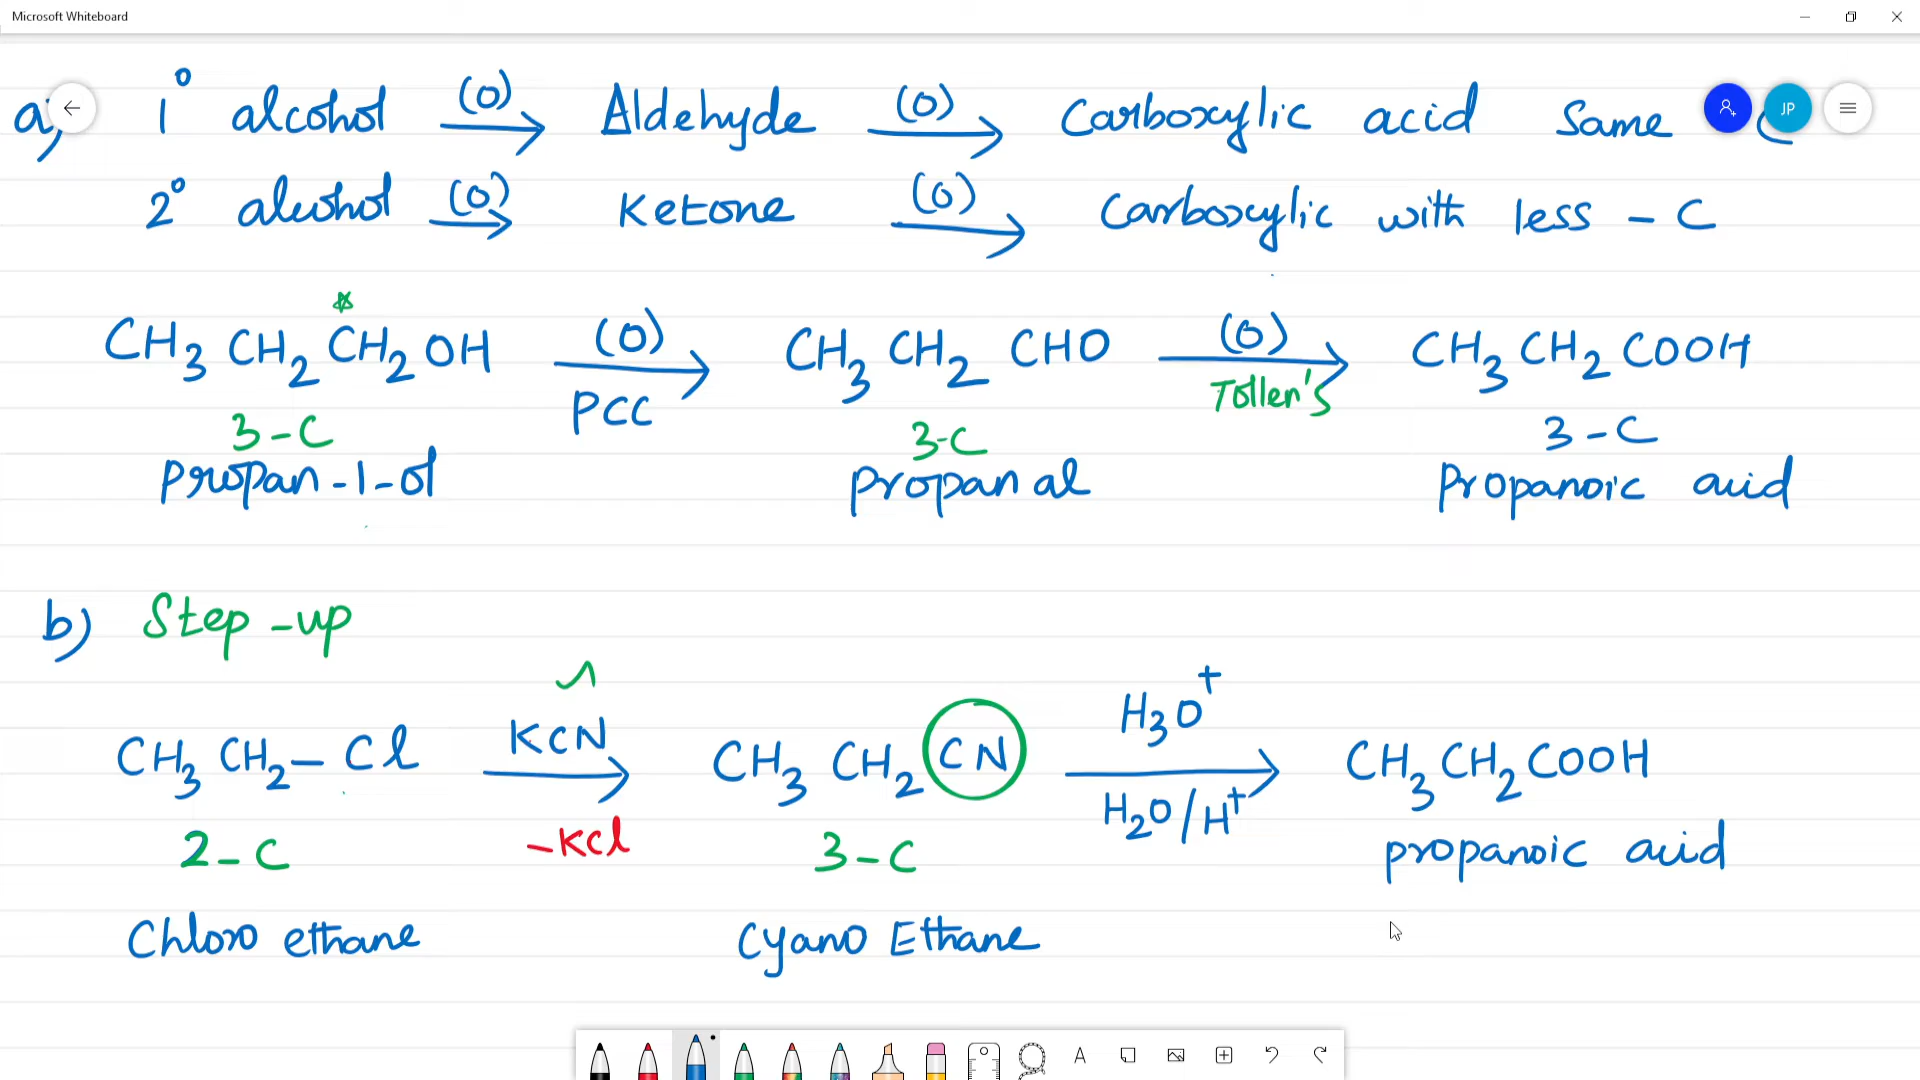 Microsoft Whiteboard
a) 1° alcohol (O) Aldehyde (O) Carboxylic acid Same C
JP
2° alcohol (O) Ketone (O) Carboxylic with less - C
CH3 CH2 C*H2 OH (O) PCC CH3 CH2 CHO (O) Tollen's CH3 CH2 COOH
3-C 3-C 3-C
propan-1-ol propanal propanoic acid
b) Step-up
CH3 CH2 - Cl KCN -KCl CH3 CH2 CN H3O+ H2O/H+ CH3 CH2 COOH
2-C 3-C propanoic acid
Chloro ethane Cyano Ethane
A